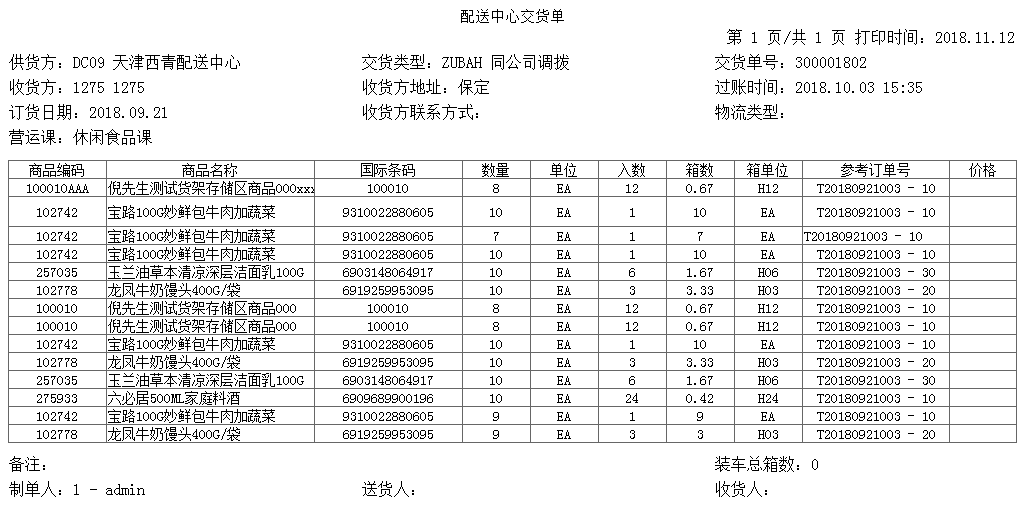 配送中心交货单
第 1 页/共 1 页 打印时间：2018.11.12
供货方：DC09 天津西青配送中心 交货类型：ZUBAH 同公司调拨 交货单号：300001802
收货方：1275 1275 收货方地址：保定 过账时间：2018.10.03 15:35
订货日期：2018.09.21 收货方联系方式： 物流类型：
营运课：休闲食品课
商品编码 商品名称 国际条码 数量 单位 入数 箱数 箱单位 参考订单号 价格
100010AAA 倪先生测试货架存储区商品000xxx 100010 8 EA 12 0.67 H12 T20180921003 - 10
102742 宝路100G妙鲜包牛肉加蔬菜 9310022880605 10 EA 1 10 EA T20180921003 - 10
102742 宝路100G妙鲜包牛肉加蔬菜 9310022880605 7 EA 1 7 EA T20180921003 - 10
102742 宝路100G妙鲜包牛肉加蔬菜 9310022880605 10 EA 1 10 EA T20180921003 - 10
257035 玉兰油草本清凉深层洁面乳100G 6903148064917 10 EA 6 1.67 H06 T20180921003 - 30
102778 龙凤牛奶馒头400G/袋 6919259953095 10 EA 3 3.33 H03 T20180921003 - 20
100010 倪先生测试货架存储区商品000 100010 8 EA 12 0.67 H12 T20180921003 - 10
100010 倪先生测试货架存储区商品000 100010 8 EA 12 0.67 H12 T20180921003 - 10
102742 宝路100G妙鲜包牛肉加蔬菜 9310022880605 10 EA 1 10 EA T20180921003 - 10
102778 龙凤牛奶馒头400G/袋 6919259953095 10 EA 3 3.33 H03 T20180921003 - 20
257035 玉兰油草本清凉深层洁面乳100G 6903148064917 10 EA 6 1.67 H06 T20180921003 - 30
275933 六必居500ML家庭料酒 6909689900196 10 EA 24 0.42 H24 T20180921003 - 10
102742 宝路100G妙鲜包牛肉加蔬菜 9310022880605 9 EA 1 9 EA T20180921003 - 10
102778 龙凤牛奶馒头400G/袋 6919259953095 9 EA 3 3 H03 T20180921003 - 20
备注： 装车总箱数：0
制单人：1 - admin 送货人： 收货人：